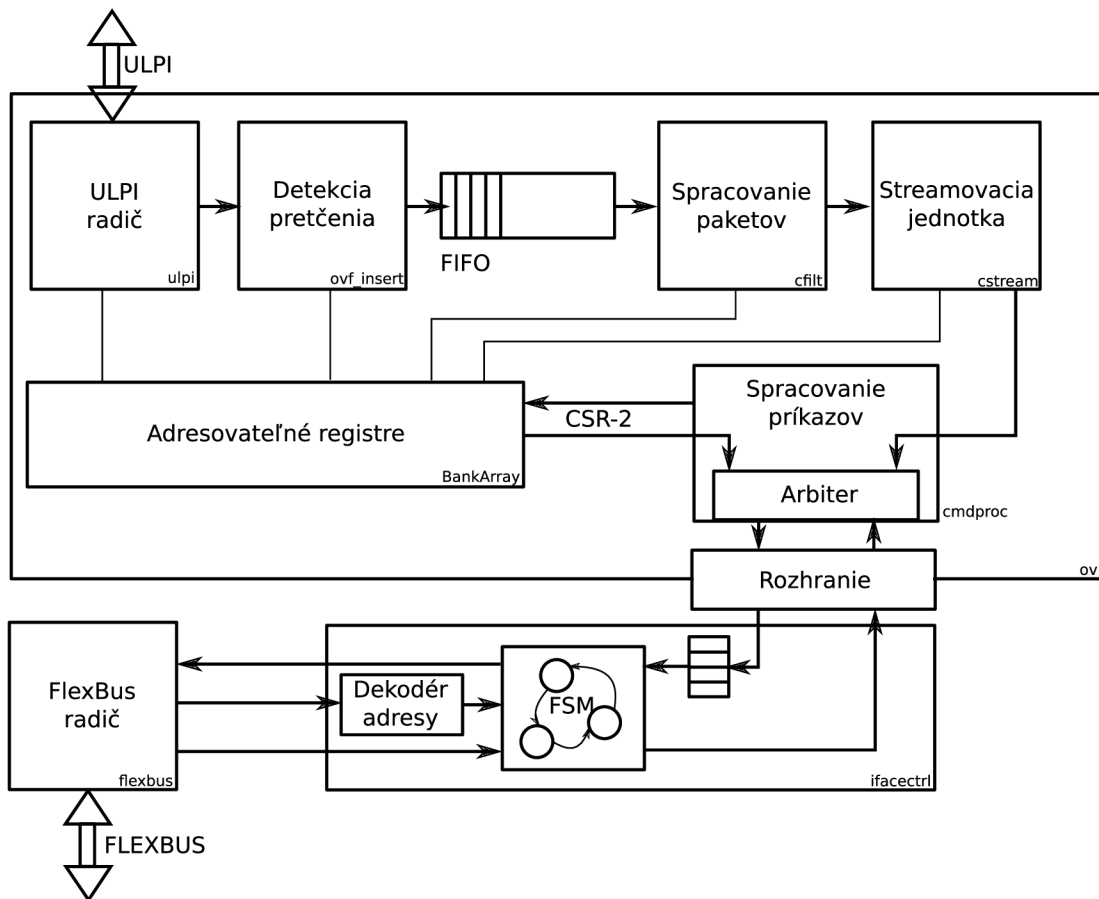 ULPI
ULPI
radič
ulpi
Detekcia
pretčenia
ovf_insert
FIFO
Spracovanie
paketov
cfilt
Streamovacia
jednotka
cstream
Adresovateľné registre
BankArray
CSR-2
Spracovanie
príkazov
Arbiter
cmdproc
Rozhranie
ov
FlexBus
radič
flexbus
Dekodér
adresy
FSM
ifacectrl
FLEXBUS